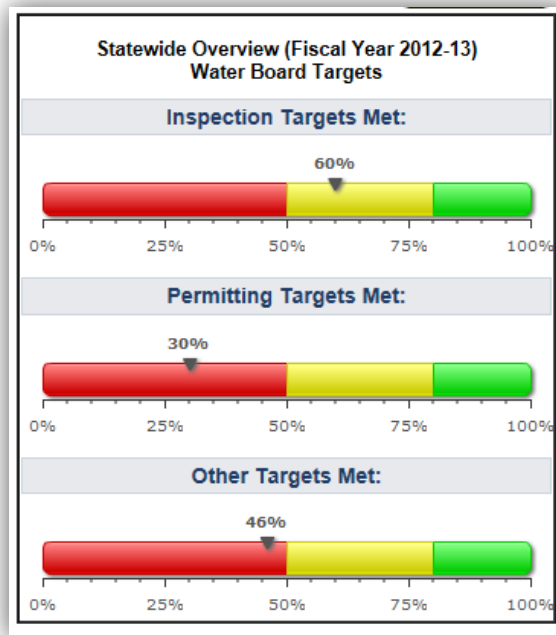 Statewide Overview (Fiscal Year 2012-13)
Water Board Targets
Inspection Targets Met:
60%
0% 25% 50% 75% 100%
Permitting Targets Met:
30%
0% 25% 50% 75% 100%
Other Targets Met:
46%
0% 25% 50% 75% 100%